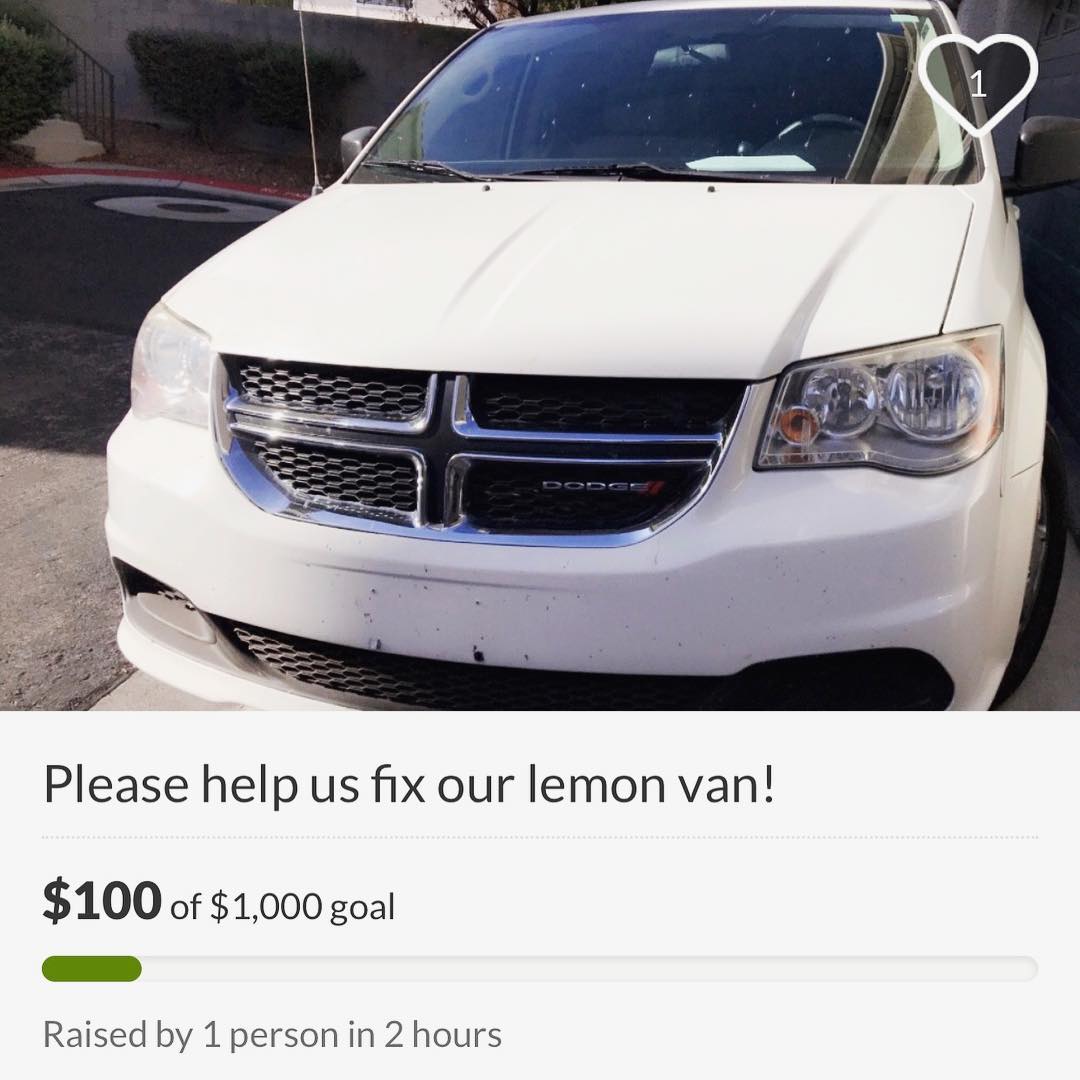 1
DODGE
Please help us fix our lemon van!
$100 of $1,000 goal
Raised by 1 person in 2 hours